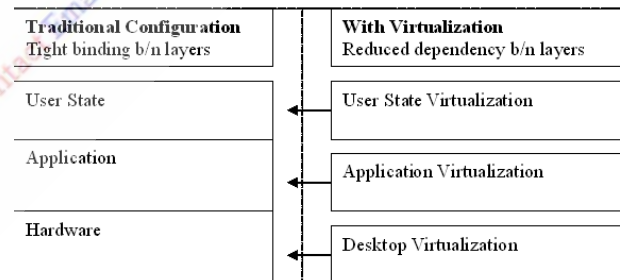 Traditional Configuration
Tight binding b/n layers
With Virtualization
Reduced dependency b/n layers
User State
User State Virtualization
Application
Application Virtualization
Hardware
Desktop Virtualization